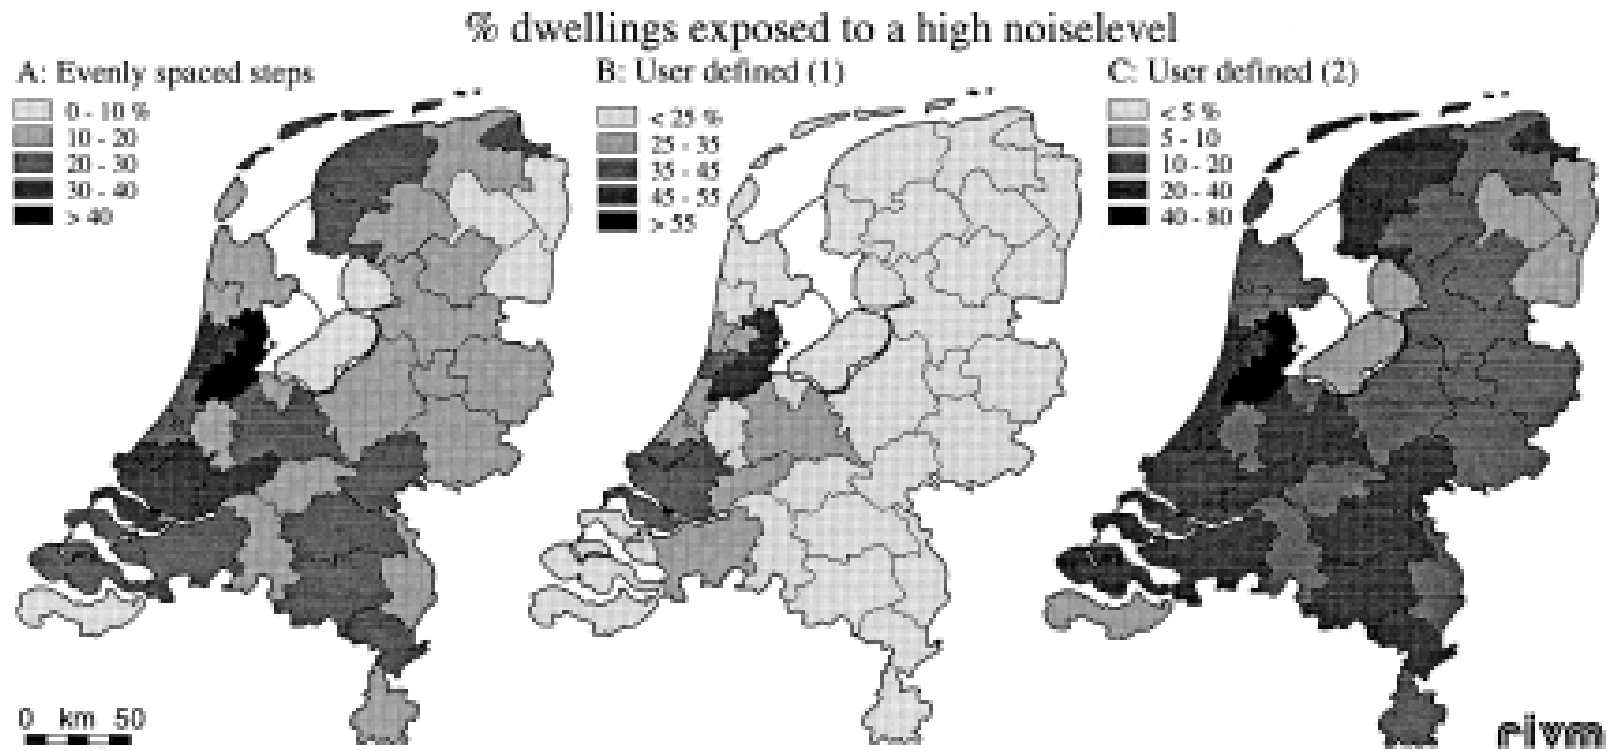 % dwellings exposed to a high noiselevel
A: Evenly spaced steps
0 - 10 %
10 - 20
20 - 30
30 - 40
> 40
B: User defined (1)
< 25 %
25 - 35
35 - 45
45 - 55
> 55
C: User defined (2)
< 5 %
5 - 10
10 - 20
20 - 40
40 - 80
0 km 50
rivm